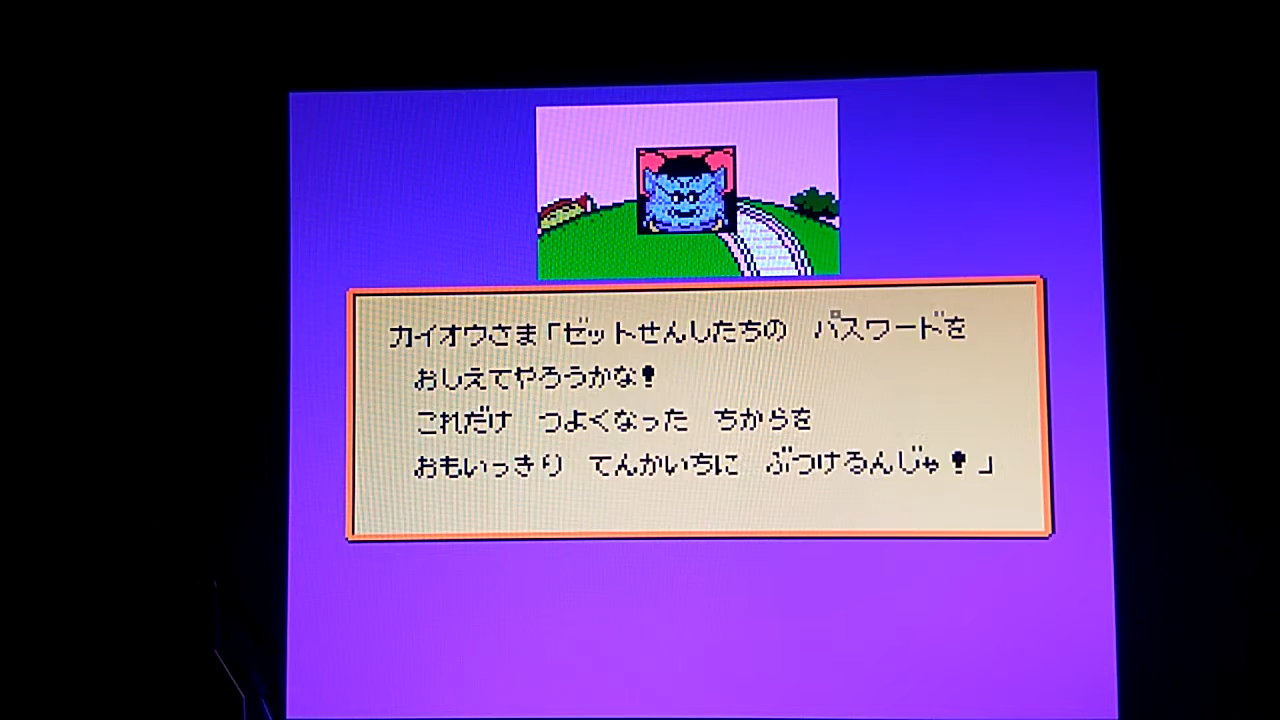 カイオウさま「ゼットせんしたちの　パスワードを
おしえてやろうかな！
これだけ　つよくなった　ちからを
おもいっきり　てんかいちに　ぶつけるんじゃ！」